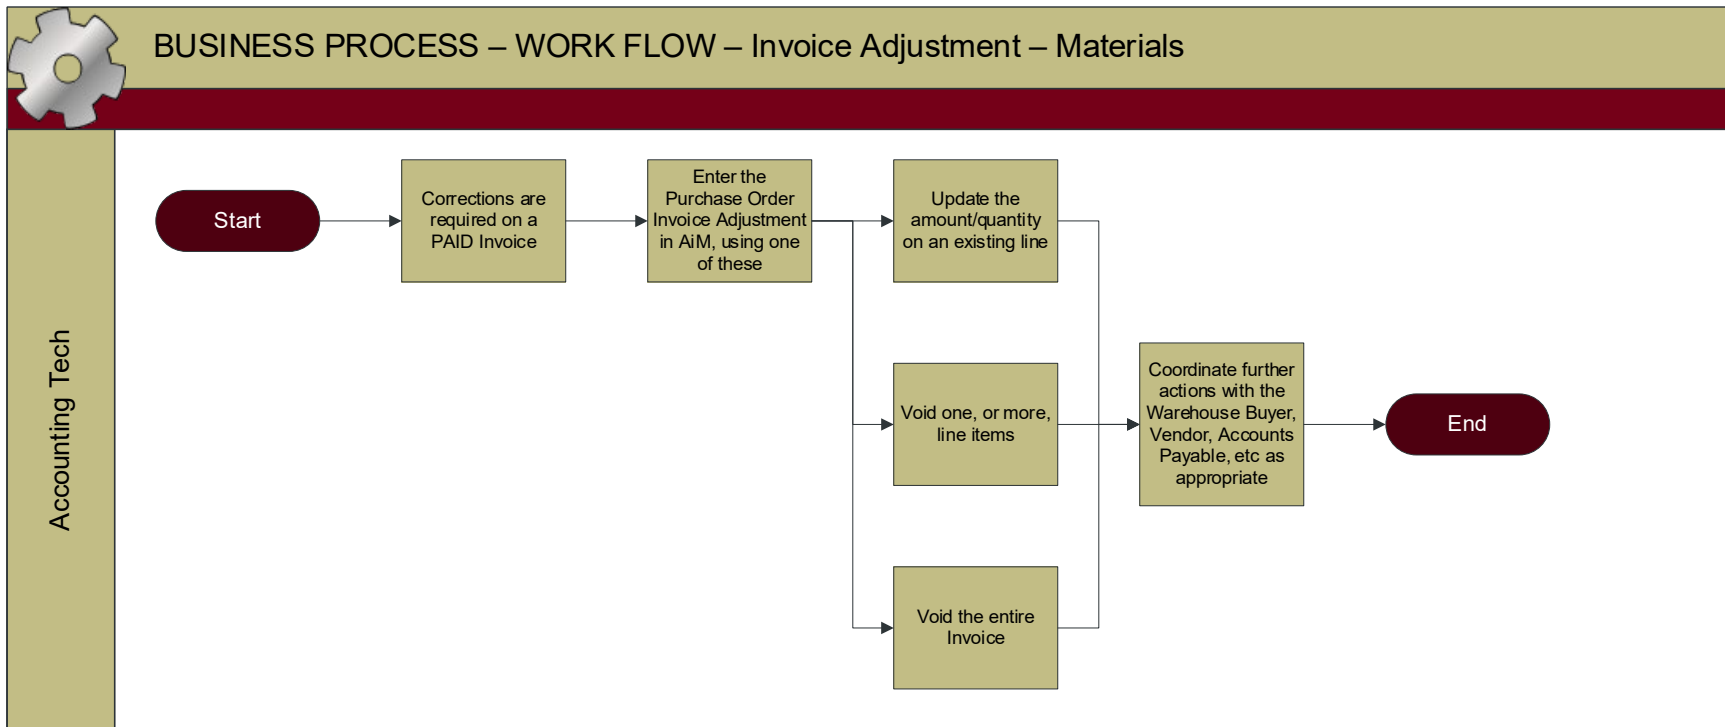 BUSINESS PROCESS – WORK FLOW – Invoice Adjustment – Materials
Accounting Tech
Start
Corrections are
required on a
PAID Invoice
Enter the
Purchase Order
Invoice Adjustment
in AiM, using one
of these
Update the
amount/quantity
on an existing line
Void one, or more,
line items
Void the entire
Invoice
Coordinate further
actions with the
Warehouse Buyer,
Vendor, Accounts
Payable, etc as
appropriate
End